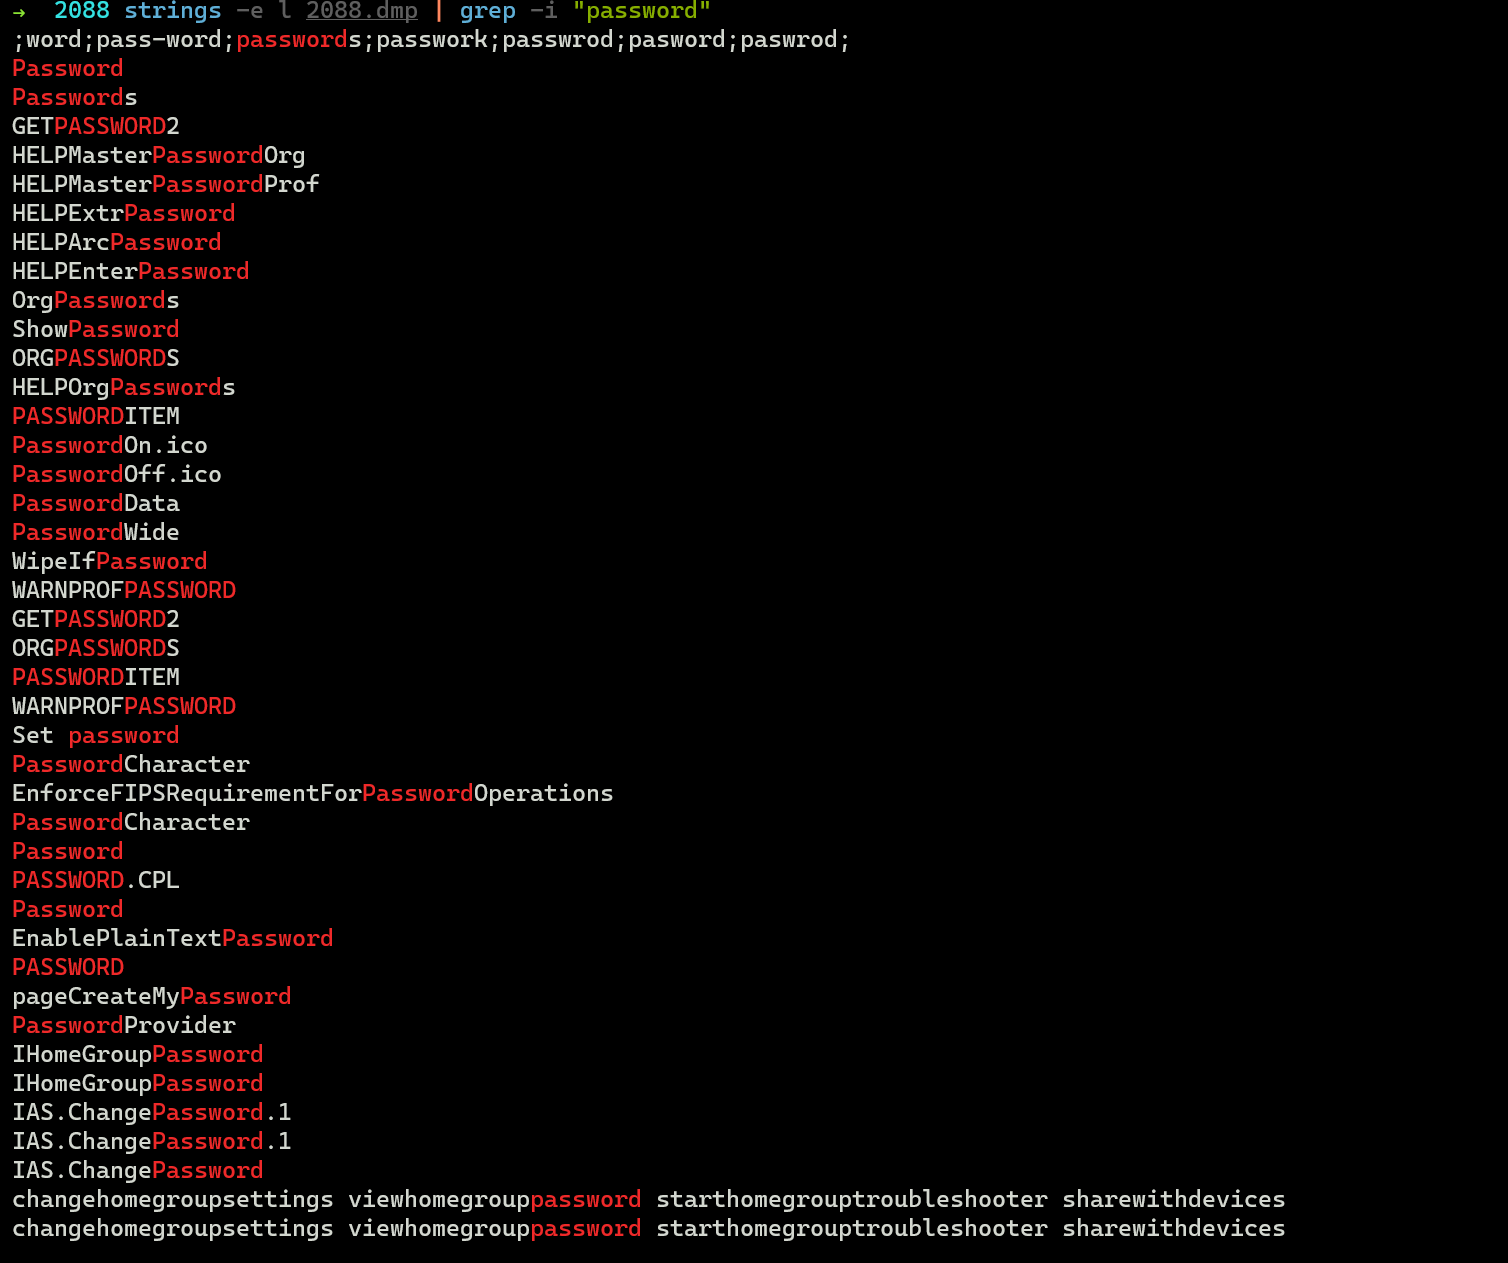 →  2088 strings -e l 2088.dmp | grep -i "password"
;word;pass-word;passwords;passwork;passwrod;pasword;paswrod;
Password
Passwords
GETPASSWORD2
HELPMasterPasswordOrg
HELPMasterPasswordProf
HELPExtrPassword
HELPArcPassword
HELPEnterPassword
OrgPasswords
ShowPassword
ORGPASSWORDS
HELPOrgPasswords
PASSWORDITEM
PasswordOn.ico
PasswordOff.ico
PasswordData
PasswordWide
WipeIfPassword
WARNPROFPASSWORD
GETPASSWORD2
ORGPASSWORDS
PASSWORDITEM
WARNPROFPASSWORD
Set password
PasswordCharacter
EnforceFIPSRequirementForPasswordOperations
PasswordCharacter
Password
PASSWORD.CPL
Password
EnablePlainTextPassword
PASSWORD
pageCreateMyPassword
PasswordProvider
IHomeGroupPassword
IHomeGroupPassword
IAS.ChangePassword.1
IAS.ChangePassword.1
IAS.ChangePassword
changehomegroupsettings viewhomegrouppassword starthomegrouptroubleshooter sharewithdevices
changehomegroupsettings viewhomegrouppassword starthomegrouptroubleshooter sharewithdevices